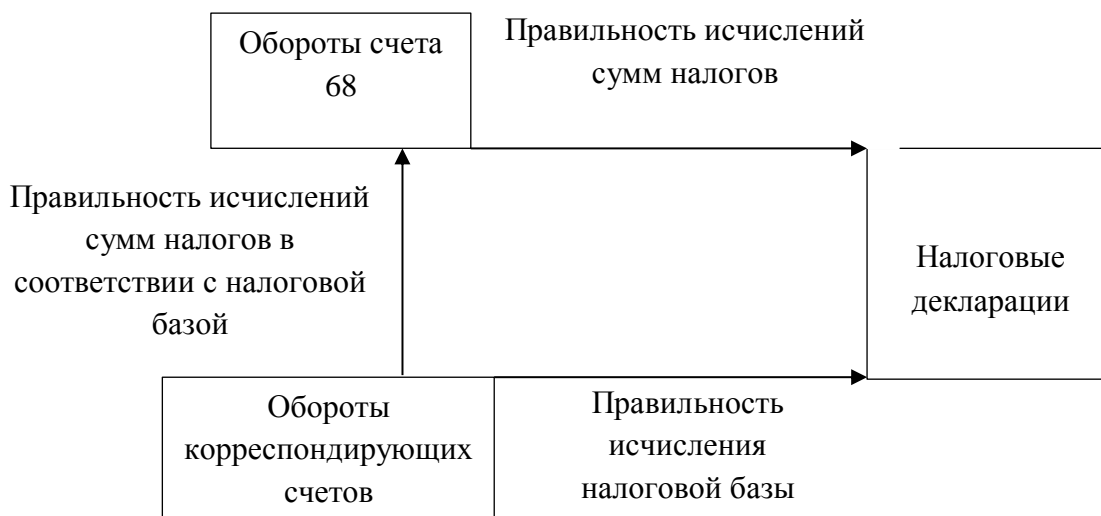 Обороты счета
68
Правильность исчислений
сумм налогов
Правильность исчислений
сумм налогов в
соответствии с налоговой
базой
Налоговые
декларации
Обороты
корреспондирующих
счетов
Правильность
исчисления
налоговой базы